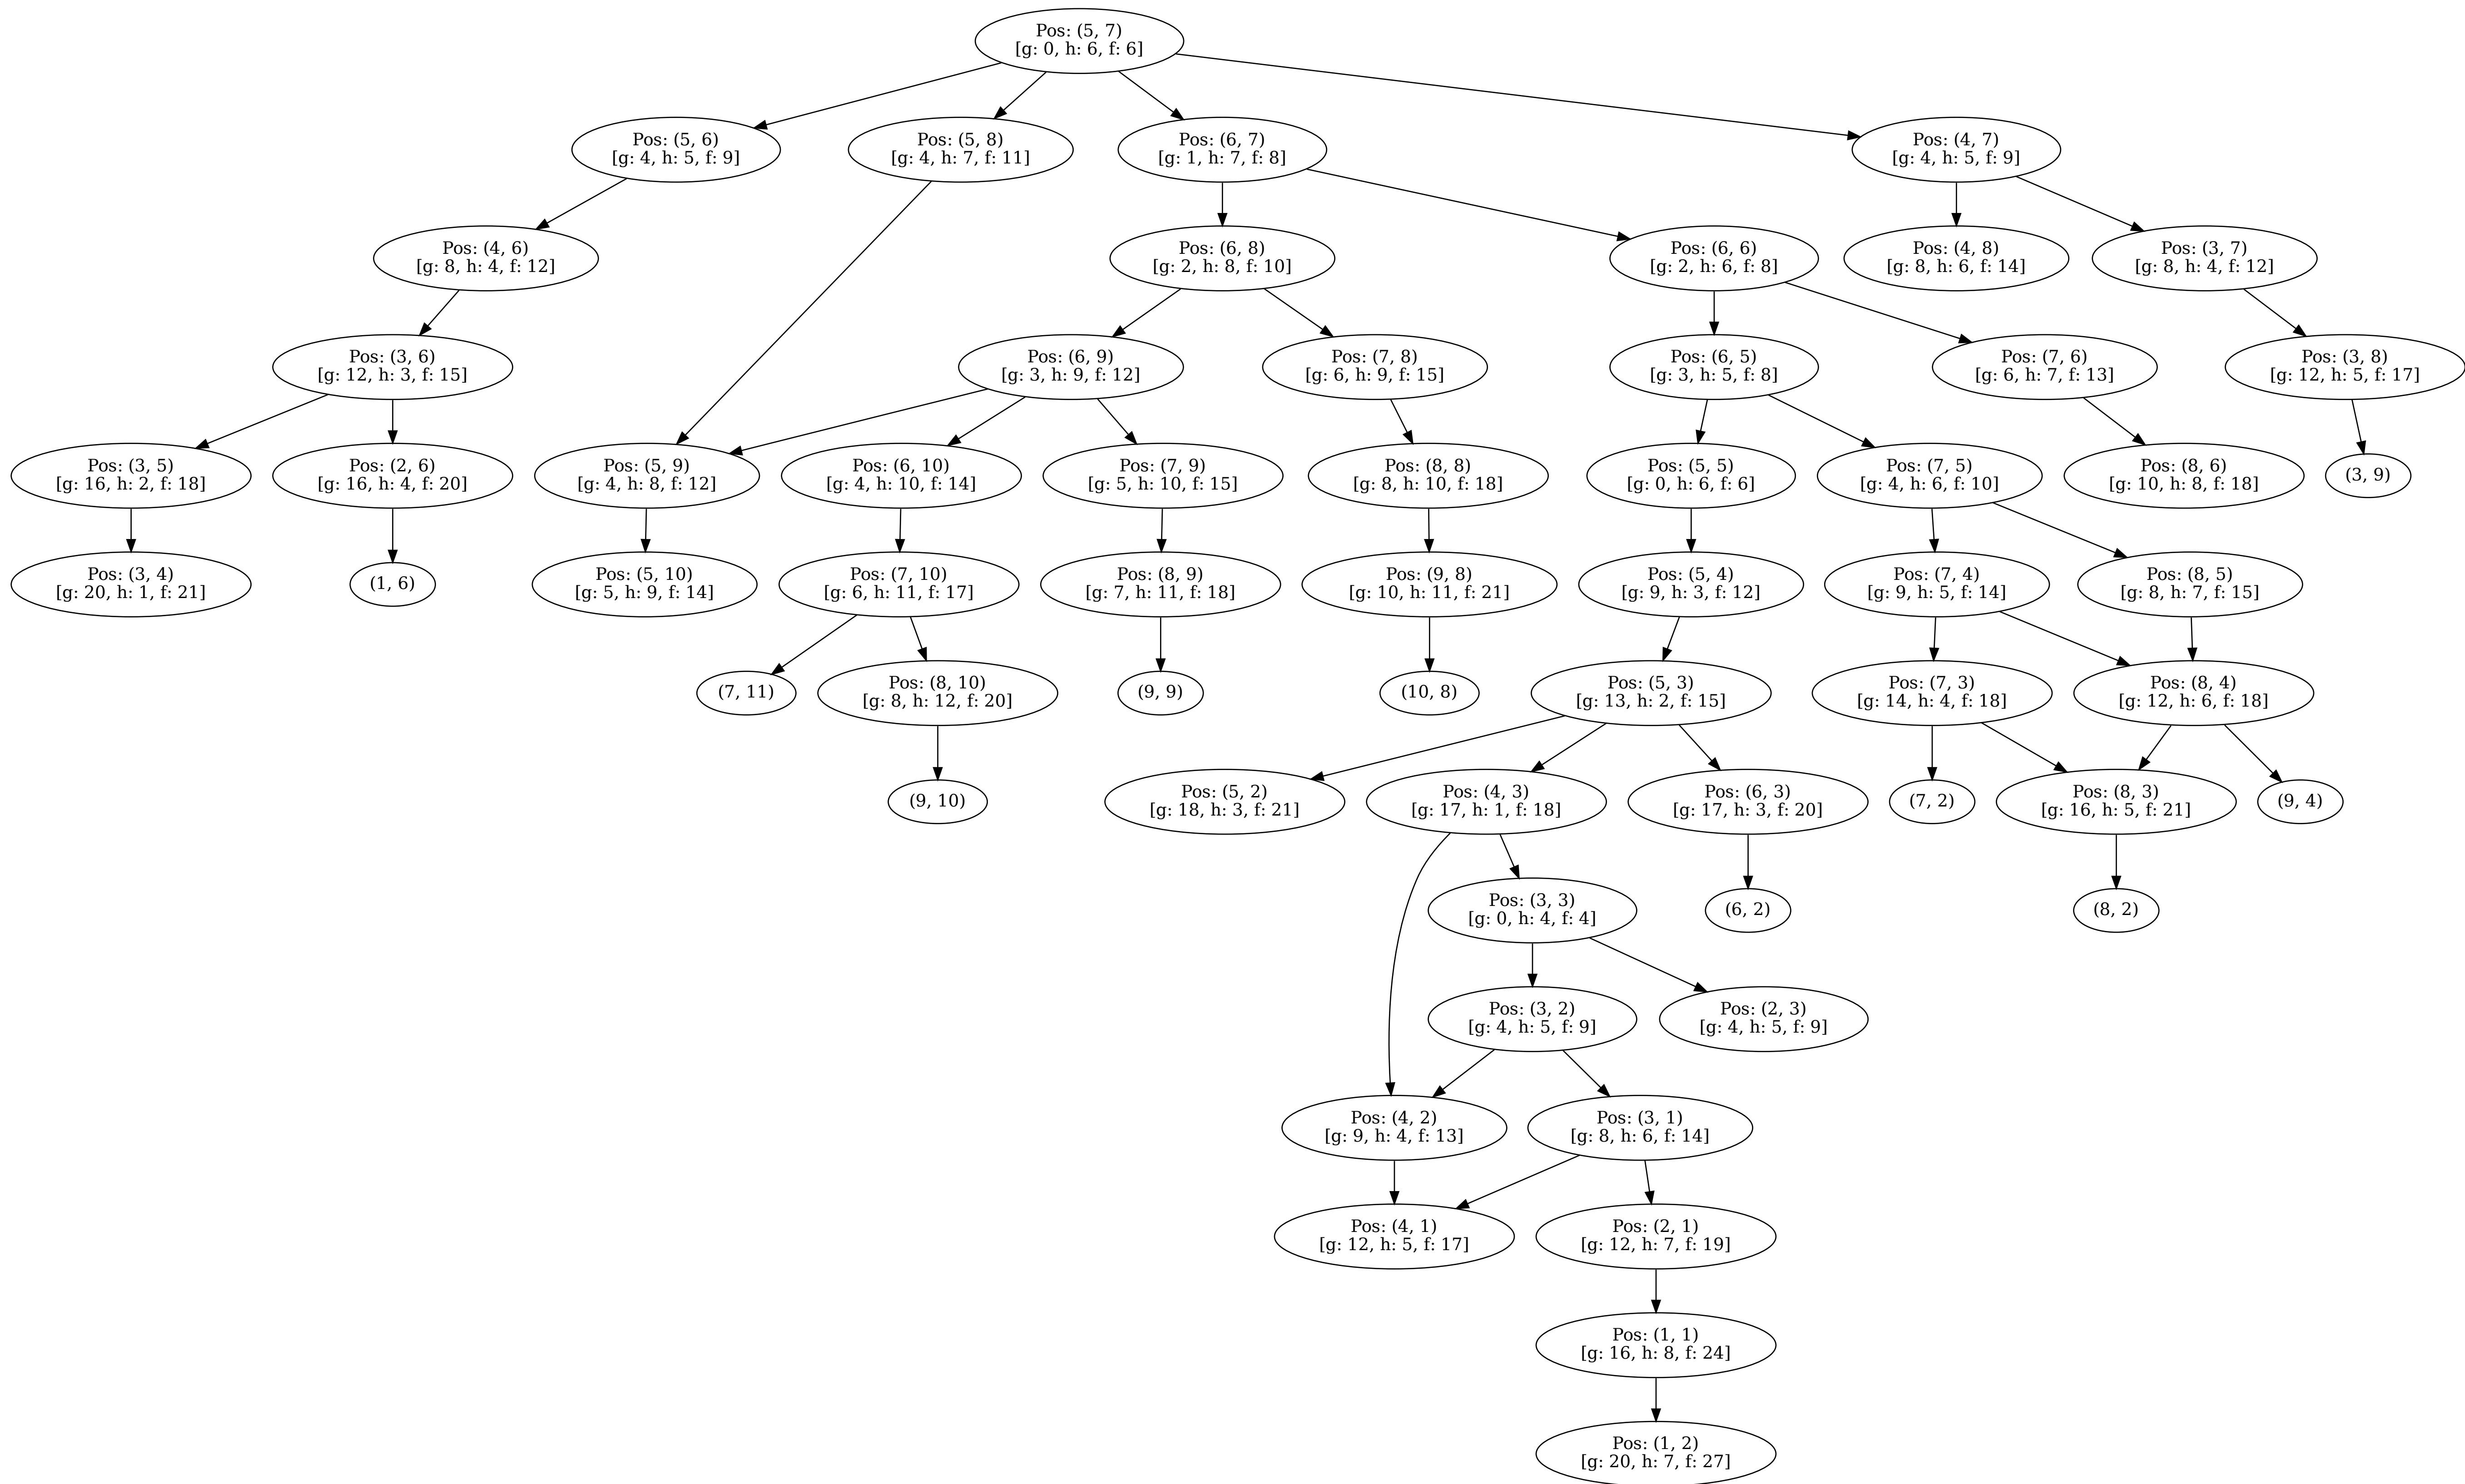 Pos: (5, 7)
[g: 0, h: 6, f: 6]
Pos: (5, 6)
[g: 4, h: 5, f: 9]
Pos: (5, 8)
[g: 4, h: 7, f: 11]
Pos: (6, 7)
[g: 1, h: 7, f: 8]
Pos: (4, 7)
[g: 4, h: 5, f: 9]
Pos: (4, 6)
[g: 8, h: 4, f: 12]
Pos: (6, 8)
[g: 2, h: 8, f: 10]
Pos: (6, 6)
[g: 2, h: 6, f: 8]
Pos: (4, 8)
[g: 8, h: 6, f: 14]
Pos: (3, 7)
[g: 8, h: 4, f: 12]
Pos: (3, 6)
[g: 12, h: 3, f: 15]
Pos: (6, 9)
[g: 3, h: 9, f: 12]
Pos: (7, 8)
[g: 6, h: 9, f: 15]
Pos: (6, 5)
[g: 3, h: 5, f: 8]
Pos: (7, 6)
[g: 6, h: 7, f: 13]
Pos: (3, 8)
[g: 12, h: 5, f: 17]
Pos: (3, 5)
[g: 16, h: 2, f: 18]
Pos: (2, 6)
[g: 16, h: 4, f: 20]
Pos: (5, 9)
[g: 4, h: 8, f: 12]
Pos: (6, 10)
[g: 4, h: 10, f: 14]
Pos: (7, 9)
[g: 5, h: 10, f: 15]
Pos: (8, 8)
[g: 8, h: 10, f: 18]
Pos: (5, 5)
[g: 0, h: 6, f: 6]
Pos: (7, 5)
[g: 4, h: 6, f: 10]
Pos: (8, 6)
[g: 10, h: 8, f: 18]
(3, 9)
Pos: (3, 4)
[g: 20, h: 1, f: 21]
(1, 6)
Pos: (5, 10)
[g: 5, h: 9, f: 14]
Pos: (7, 10)
[g: 6, h: 11, f: 17]
Pos: (8, 9)
[g: 7, h: 11, f: 18]
Pos: (9, 8)
[g: 10, h: 11, f: 21]
Pos: (5, 4)
[g: 9, h: 3, f: 12]
Pos: (7, 4)
[g: 9, h: 5, f: 14]
Pos: (8, 5)
[g: 8, h: 7, f: 15]
(7, 11)
Pos: (8, 10)
[g: 8, h: 12, f: 20]
(9, 9)
(10, 8)
Pos: (5, 3)
[g: 13, h: 2, f: 15]
Pos: (7, 3)
[g: 14, h: 4, f: 18]
Pos: (8, 4)
[g: 12, h: 6, f: 18]
(9, 10)
Pos: (5, 2)
[g: 18, h: 3, f: 21]
Pos: (4, 3)
[g: 17, h: 1, f: 18]
Pos: (6, 3)
[g: 17, h: 3, f: 20]
(7, 2)
Pos: (8, 3)
[g: 16, h: 5, f: 21]
(9, 4)
Pos: (3, 3)
[g: 0, h: 4, f: 4]
(6, 2)
(8, 2)
Pos: (3, 2)
[g: 4, h: 5, f: 9]
Pos: (2, 3)
[g: 4, h: 5, f: 9]
Pos: (4, 2)
[g: 9, h: 4, f: 13]
Pos: (3, 1)
[g: 8, h: 6, f: 14]
Pos: (4, 1)
[g: 12, h: 5, f: 17]
Pos: (2, 1)
[g: 12, h: 7, f: 19]
Pos: (1, 1)
[g: 16, h: 8, f: 24]
Pos: (1, 2)
[g: 20, h: 7, f: 27]